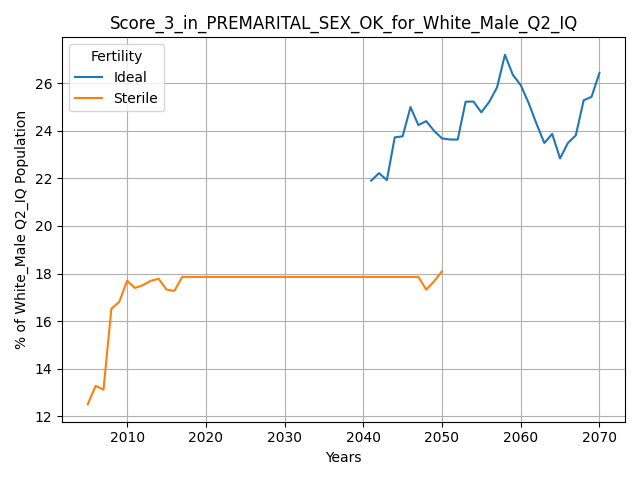 Score_3_in_PREMARITAL_SEX_OK_for_White_Male_Q2_IQ
Fertility
Ideal
Sterile
% of White_Male Q2_IQ Population
26
24
22
20
18
16
14
12
2010 2020 2030 2040 2050 2060 2070
Years